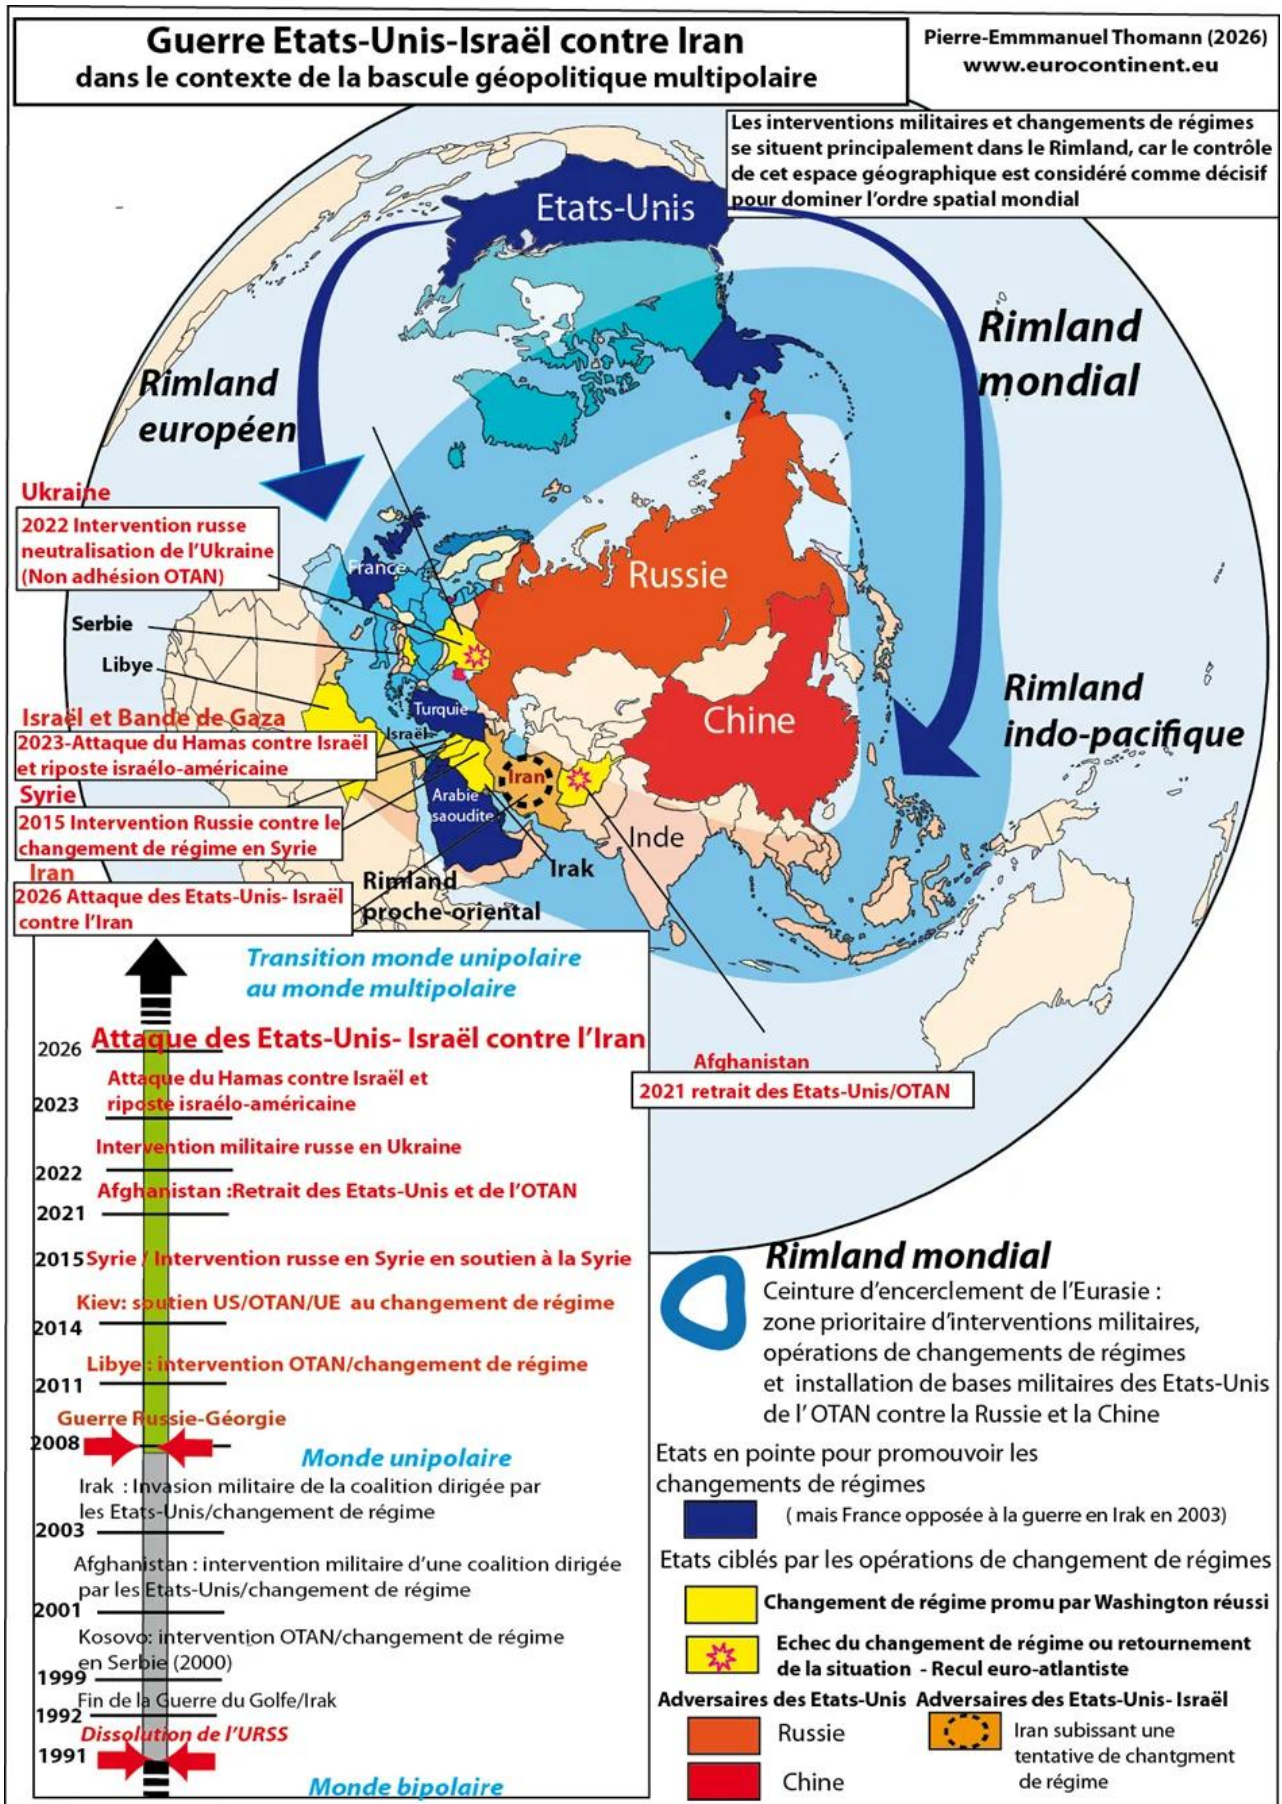 Guerre Etats-Unis-Israël contre Iran
dans le contexte de la bascule géopolitique multipolaire
Pierre-Emmmanuel Thomann (2026)
www.eurocontinent.eu
Les interventions militaires et changements de régimes
se situent principalement dans le Rimland, car le contrôle
de cet espace géographique est considéré comme décisif
pour dominer l'ordre spatial mondial
Etats-Unis
Rimland
mondial
Rimland
européen
Ukraine
2022 Intervention russe
neutralisation de l'Ukraine
(Non adhésion OTAN)
France
Russie
Serbie
Libye
Turquie
Chine
Rimland
indo-pacifique
Israël et Bande de Gaza
Israël
2023-Attaque du Hamas contre Israël
et riposte israélo-américaine
Iran
Syrie
Arabie
saoudite
2015 Intervention Russie contre le
changement de régime en Syrie
Inde
Iran
Irak
2026 Attaque des Etats-Unis- Israël
contre l'Iran
Rimland
proche-oriental
Transition monde unipolaire
au monde multipolaire
2026
Attaque des Etats-Unis- Israël contre l'Iran
Afghanistan
2021 retrait des Etats-Unis/OTAN
Attaque du Hamas contre Israël et
2023
riposte israélo-américaine
Intervention militaire russe en Ukraine
2022
Afghanistan :Retrait des Etats-Unis et de l'OTAN
2021
2015 Syrie / Intervention russe en Syrie en soutien à la Syrie
Kiev: soutien US/OTAN/UE au changement de régime
2014
Libye : intervention OTAN/changement de régime
2011
Guerre Russie-Géorgie
2008
Monde unipolaire
Irak : Invasion militaire de la coalition dirigée par
les Etats-Unis/changement de régime
2003
Afghanistan : intervention militaire d'une coalition dirigée
par les Etats-Unis/changement de régime
2001
Kosovo: intervention OTAN/changement de régime
en Serbie (2000)
1999
Fin de la Guerre du Golfe/Irak
1992
Dissolution de l'URSS
1991
Monde bipolaire
Rimland mondial
Ceinture d'encerclement de l'Eurasie :
zone prioritaire d'interventions militaires,
opérations de changements de régimes
et installation de bases militaires des Etats-Unis
de l' OTAN contre la Russie et la Chine
Etats en pointe pour promouvoir les
changements de régimes
( mais France opposée à la guerre en Irak en 2003)
Etats ciblés par les opérations de changement de régimes
Changement de régime promu par Washington réussi
Echec du changement de régime ou retournement
de la situation - Recul euro-atlantiste
Adversaires des Etats-Unis
Adversaires des Etats-Unis- Israël
Russie
Iran subissant une
tentative de chantgment
de régime
Chine